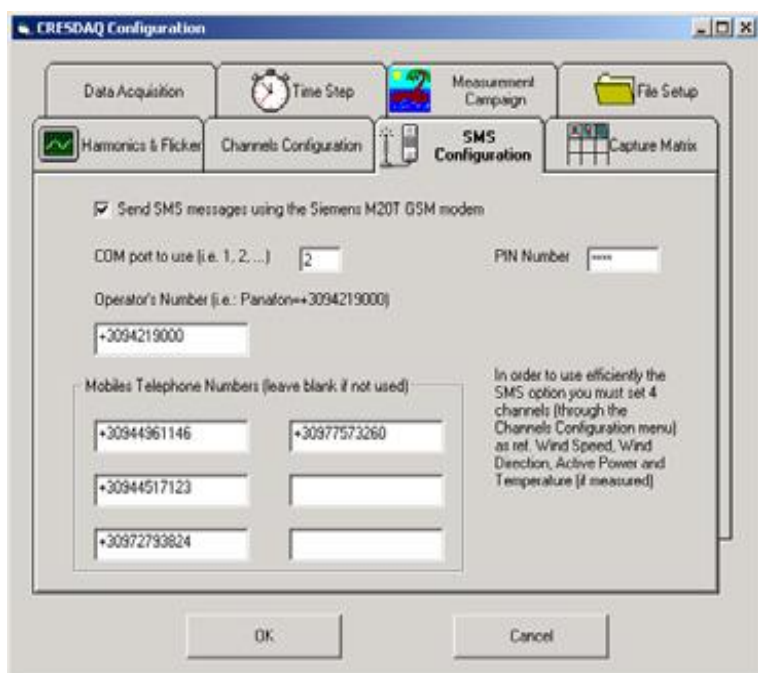 CRESDAQ Configuration
Data Acquisition
Time Step
Measurement
Campaign
File Setup
Harmonics & Flicker
Channels Configuration
SMS
Configuration
Capture Matrix
Send SMS messages using the Siemens M20T GSM modem
COM port to use (i.e. 1, 2, ...)
2
PIN Number
****
Operator's Number (i.e.: Panafon=+3094219000)
+3094219000
Mobiles Telephone Numbers (leave blank if not used)
+30944961146
+30977573260
+30944517123
+30972793824
In order to use efficiently the
SMS option you must set 4
channels (through the
Channels Configuration menu)
as ref. Wind Speed, Wind
Direction, Active Power and
Temperature (if measured)
OK
Cancel